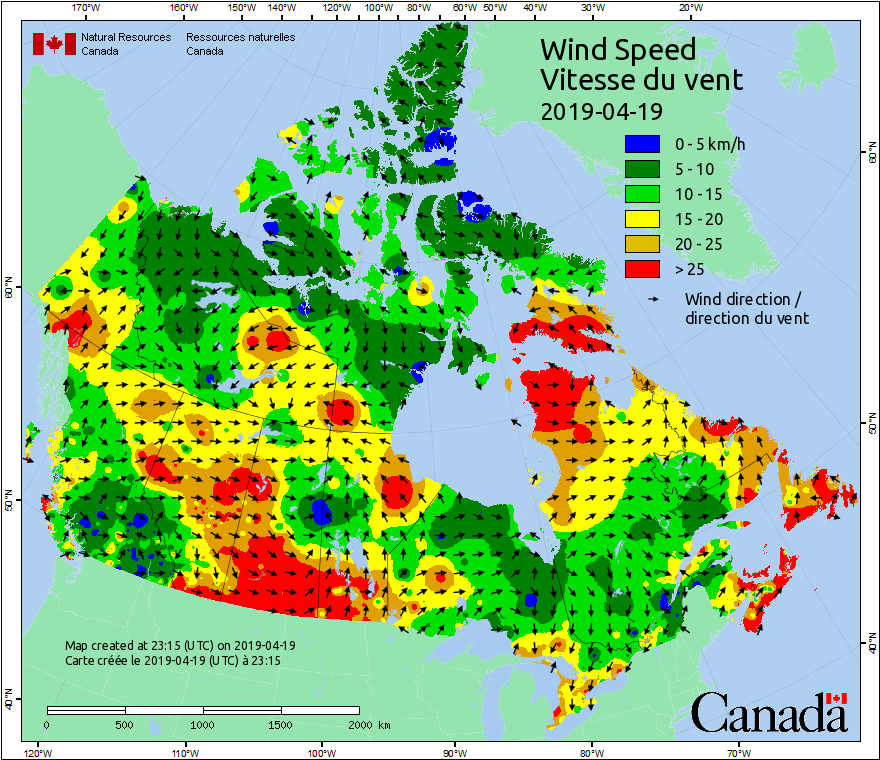 170°W 160°W 150°W 140°W 130°W 120°W 110°W 100°W 90°W 80°W 70°W 60°W 50°W 40°W 30°W 20°W
Natural Resources Canada
Ressources naturelles Canada
Wind Speed
Vitesse du vent
2019-04-19
0 - 5 km/h
5 - 10
10 - 15
15 - 20
20 - 25
> 25
Wind direction /
direction du vent
60°N
60°N
50°N
50°N
40°N
40°N
Map created at 23:15 (UTC) on 2019-04-19
Carte créée le 2019-04-19 (UTC) à 23:15
0 500 1000 1500 2000 km
Canada
120°W 110°W 100°W 90°W 80°W 70°W